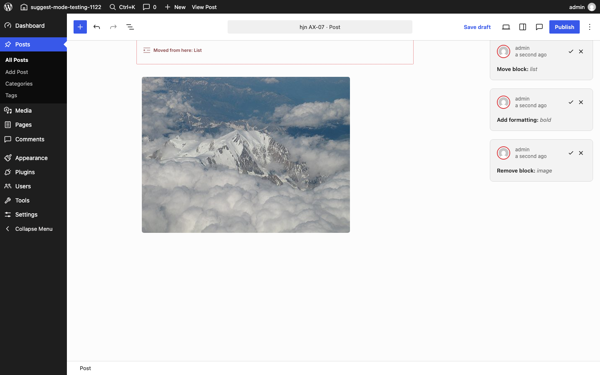 suggest-mode-testing-1122
Ctrl+K
0
New
View Post
admin
Dashboard
Posts
All Posts
Add Post
Categories
Tags
Media
Pages
Comments
Appearance
Plugins
Users
Tools
Settings
Collapse Menu
hjn AX-07 · Post
Save draft
Publish
Moved from here: List
admin
a second ago
Move block: list
admin
a second ago
Add formatting: bold
admin
a second ago
Remove block: image
Post